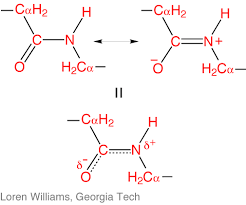 CαH2 H CαH2 H
C N C N+
O H2Cα O- H2Cα
=
CαH2
H
δ- C N δ+
O H2Cα
Loren Williams, Georgia Tech